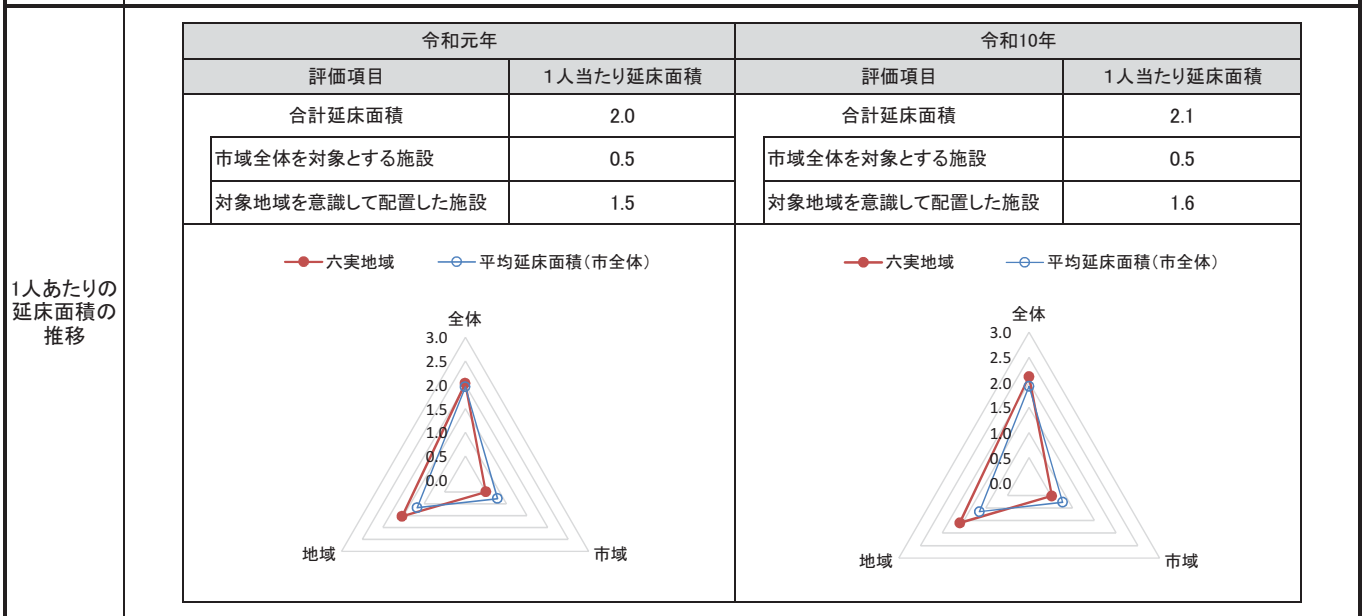 1人あたりの
延床面積の
推移
令和元年 令和10年
評価項目 1人当たり延床面積 評価項目 1人当たり延床面積
合計延床面積 2.0 合計延床面積 2.1
市域全体を対象とする施設 0.5 市域全体を対象とする施設 0.5
対象地域を意識して配置した施設 1.5 対象地域を意識して配置した施設 1.6
六実地域 平均延床面積(市全体)
全体
3.0
2.5
2.0
1.5
1.0
0.5
0.0
地域 市域
六実地域 平均延床面積(市全体)
全体
3.0
2.5
2.0
1.5
1.0
0.5
0.0
地域 市域